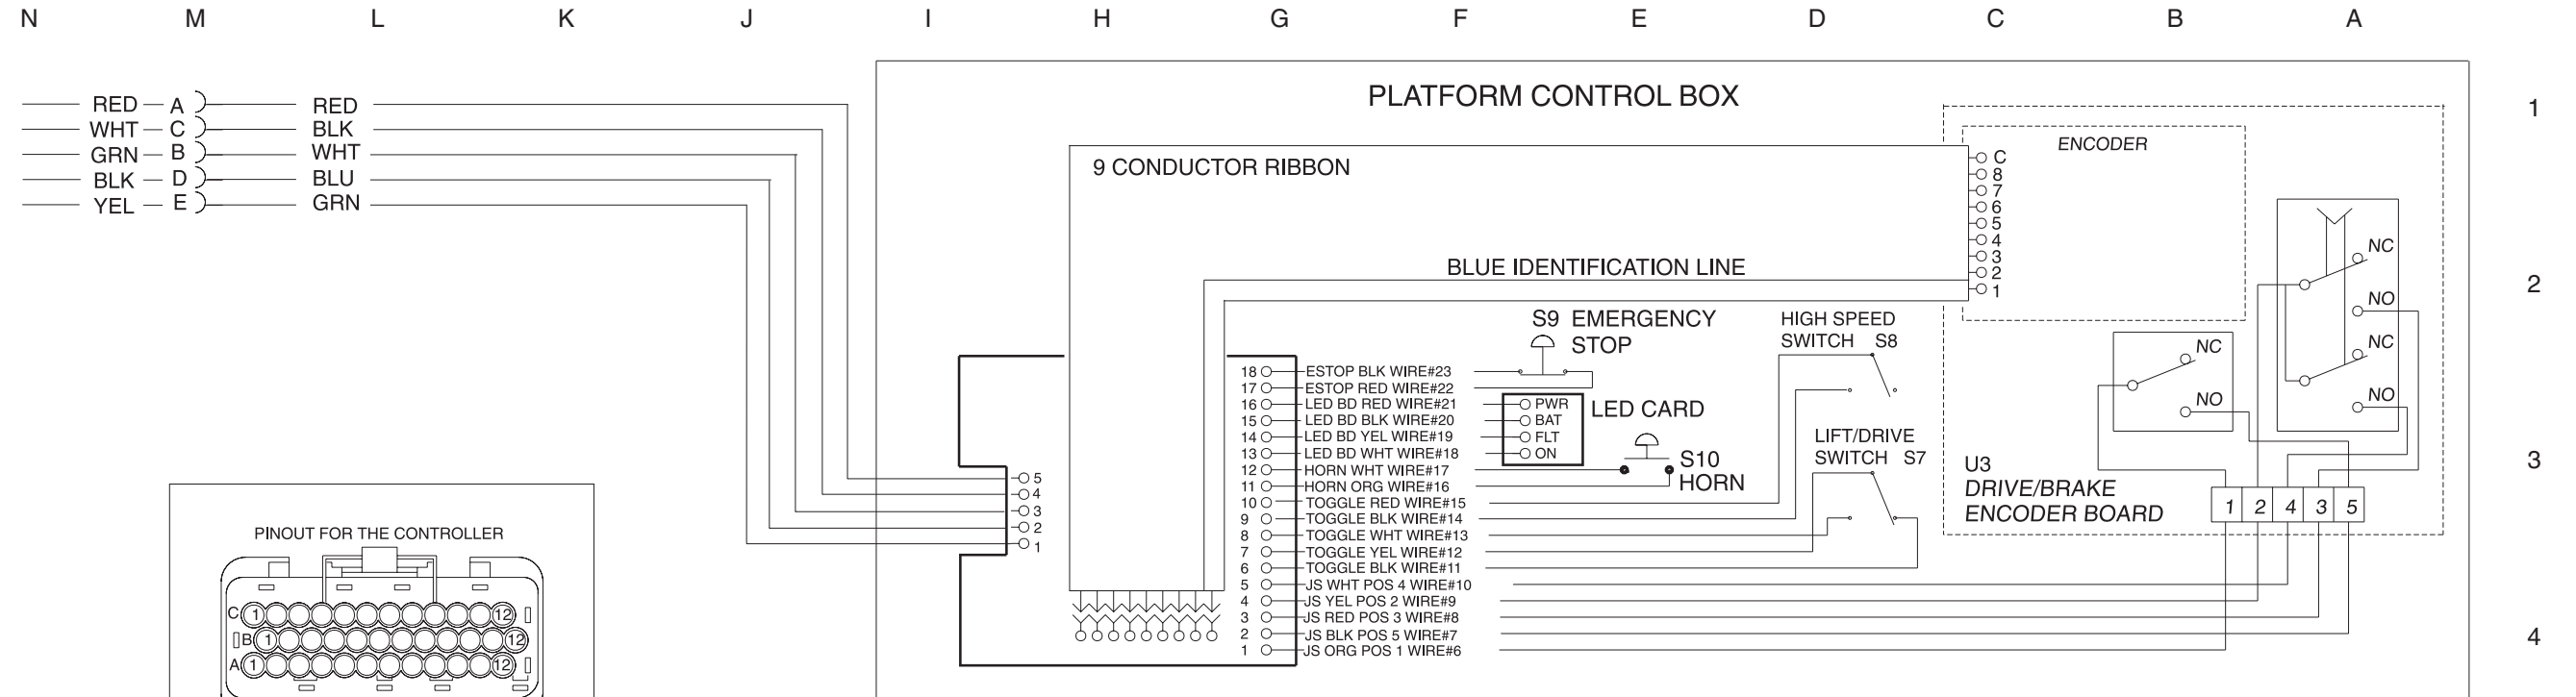 N M L K J I H G F E D C B A
PLATFORM CONTROL BOX
1
2
3
4
RED A RED
WHT C BLK
GRN B WHT
BLK D BLU
YEL E GRN
9 CONDUCTOR RIBBON
BLUE IDENTIFICATION LINE
ENCODER
C
8
7
6
5
4
3
2
1
NC
NO
NC
NO
NC
NO
S9 EMERGENCY
STOP
HIGH SPEED
SWITCH S8
18 ESTOP BLK WIRE#23
17 ESTOP RED WIRE#22
16 LED BD RED WIRE#21
15 LED BD BLK WIRE#20
14 LED BD YEL WIRE#19
13 LED BD WHT WIRE#18
12 HORN WHT WIRE#17
11 HORN ORG WIRE#16
10 TOGGLE RED WIRE#15
9 TOGGLE BLK WIRE#14
8 TOGGLE WHT WIRE#13
7 TOGGLE YEL WIRE#12
6 TOGGLE BLK WIRE#11
5 JS WHT POS 4 WIRE#10
4 JS YEL POS 2 WIRE#9
3 JS RED POS 3 WIRE#8
2 JS BLK POS 5 WIRE#7
1 JS ORG POS 1 WIRE#6
PWR
BAT
FLT
ON
LED CARD
S10
HORN
LIFT/DRIVE
SWITCH S7
U3
DRIVE/BRAKE
ENCODER BOARD
1 2 4 3 5
5
4
3
2
1
PINOUT FOR THE CONTROLLER
C 1 12
B 1 12
A 1 12